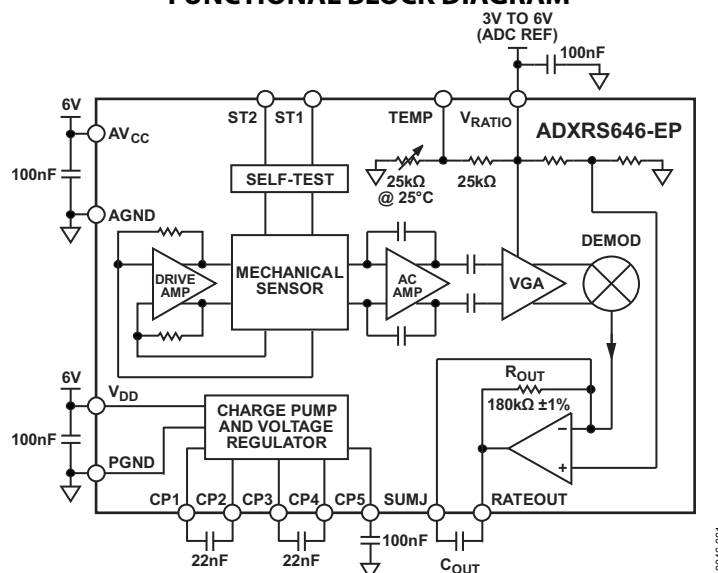 FUNCTIONAL BLOCK DIAGRAM
3V TO 6V
(ADC REF)
100nF
6V
ST2
ST1
TEMP
VRATIO
ADXRS646-EP
AVCC
100nF
25kΩ
@ 25°C
25kΩ
SELF-TEST
AGND
DEMOD
DRIVE
AMP
MECHANICAL
SENSOR
AC
AMP
VGA
6V
VDD
ROUT
180kΩ ±1%
CHARGE PUMP
AND VOLTAGE
REGULATOR
100nF
–
+
PGND
CP1
CP2
CP3
CP4
CP5
SUMJ
RATEOUT
22nF
22nF
100nF
COUT